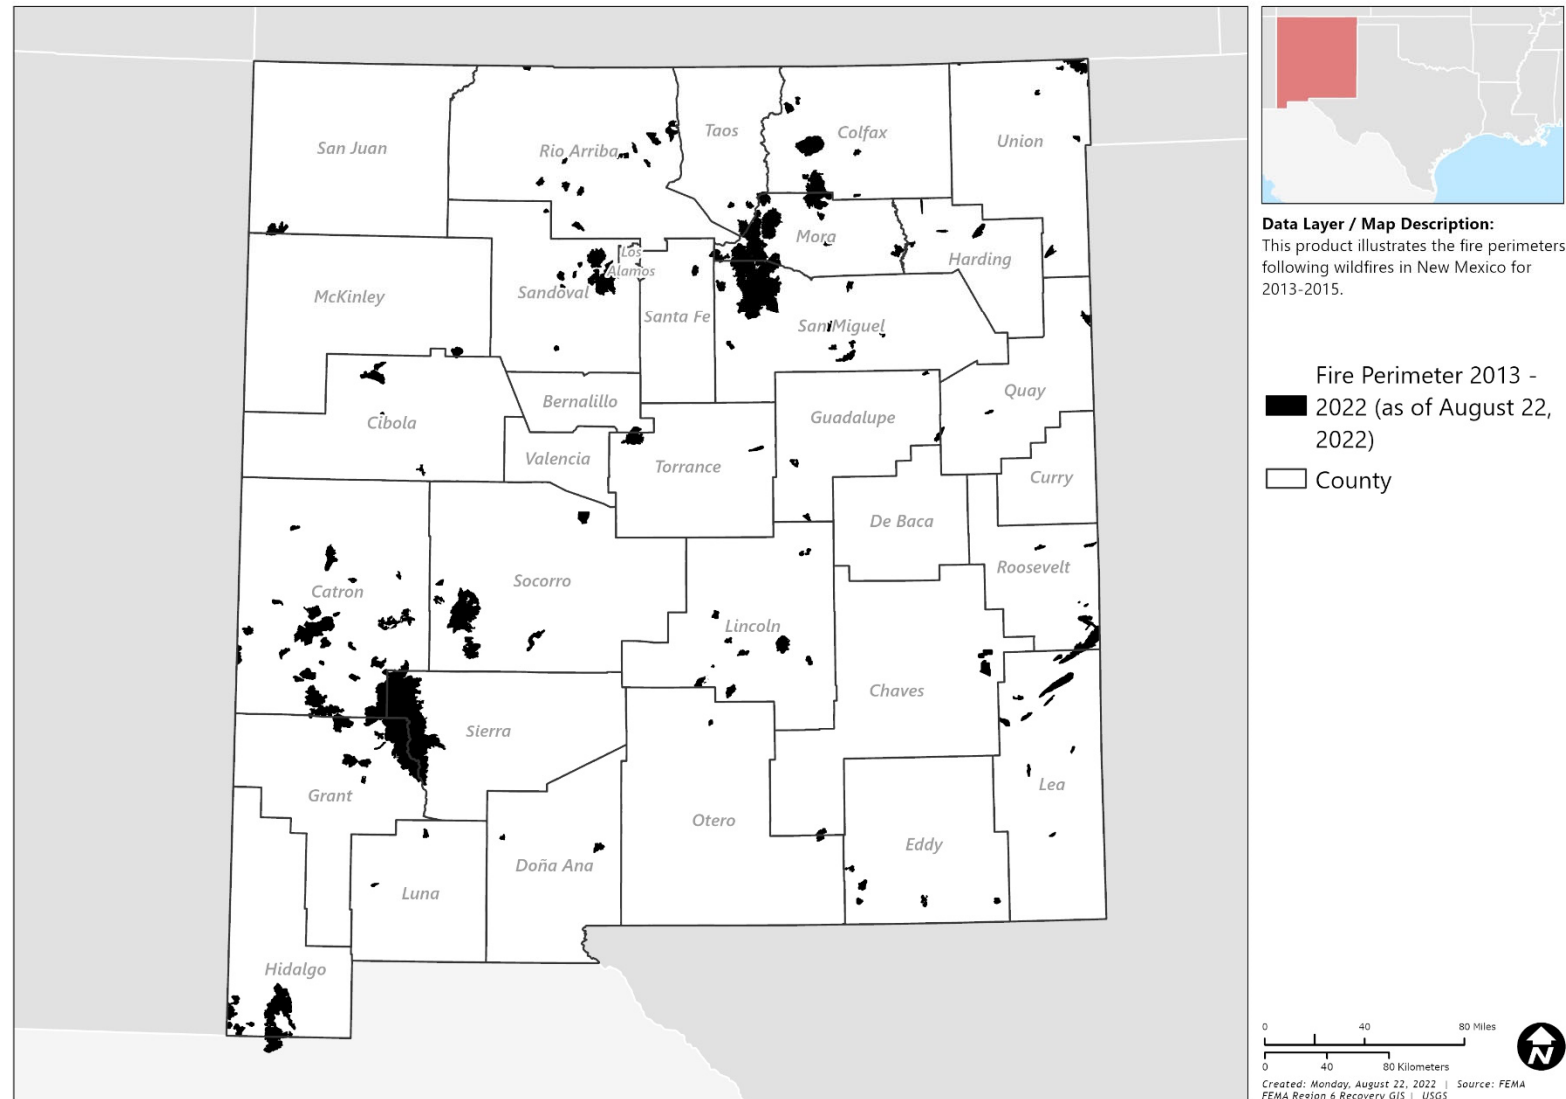 San Juan
Rio Arriba
Taos
Colfax
Union
Mora
Harding
Los
Alamos
McKinley
Sandoval
Santa Fe
San Miguel
Quay
Bernalillo
Guadalupe
Cibola
Valencia
Torrance
Curry
De Baca
Roosevelt
Socorro
Catron
Lincoln
Chaves
Sierra
Grant
Lea
Otero
Eddy
Doña Ana
Luna
Hidalgo
Data Layer / Map Description:
This product illustrates the fire perimeters
following wildfires in New Mexico for
2013-2015.
Fire Perimeter 2013 -
2022 (as of August 22,
2022)
County
0 40 80 Miles
0 40 80 Kilometers
N
Created: Monday, August 22, 2022 | Source: FEMA
FEMA Region 6 Recovery GIS | USGS